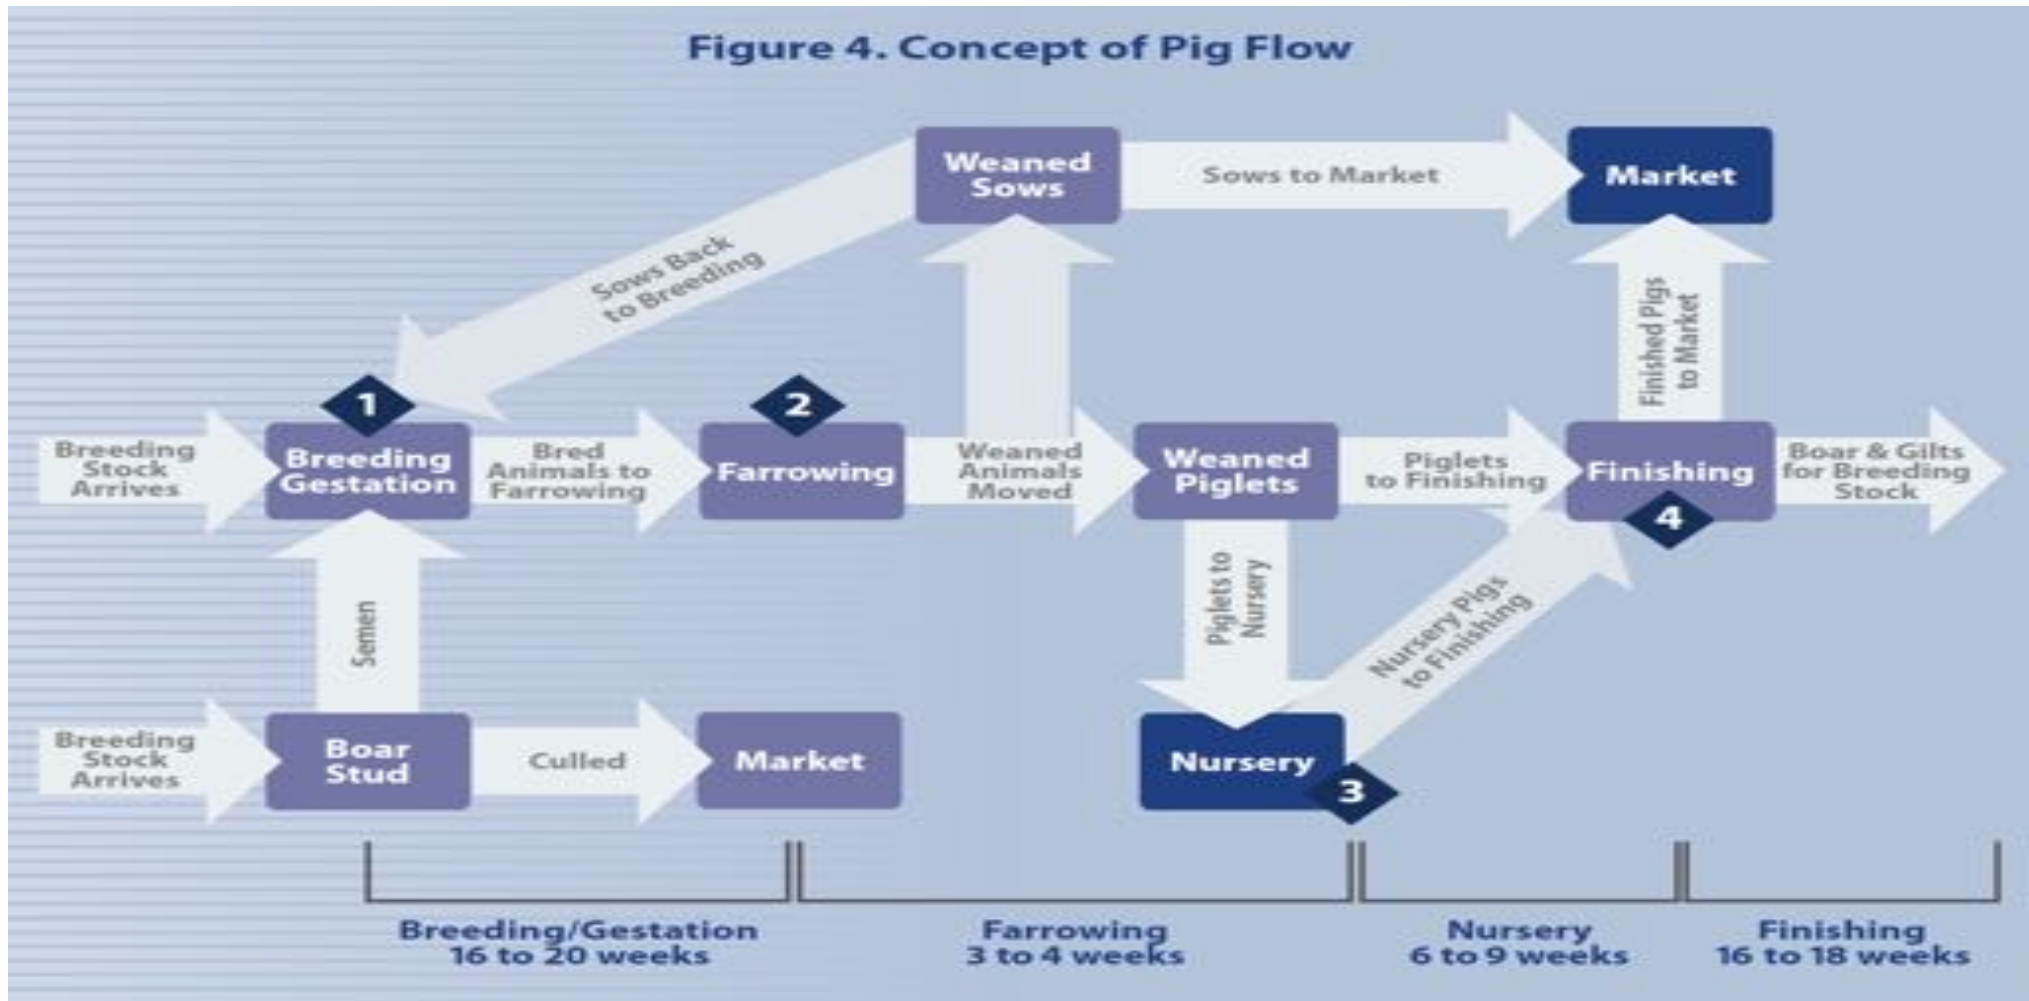 Figure 4. Concept of Pig Flow
Weaned
Sows
Sows to Market
Market
Sows Back
to Breeding
Finished Pigs
to Market
1
2
Breeding
Stock
Arrives
Breeding
Gestation
Bred
Animals to
Farrowing
Farrowing
Weaned
Animals
Moved
Weaned
Piglets
Piglets
to Finishing
Finishing
4
Boar & Gilts
for Breeding
Stock
Semen
Piglets to
Nursery
Nursery Pigs
to Finishing
Breeding
Stock
Arrives
Boar
Stud
Culled
Market
Nursery
3
Breeding/Gestation
16 to 20 weeks
Farrowing
3 to 4 weeks
Nursery
6 to 9 weeks
Finishing
16 to 18 weeks